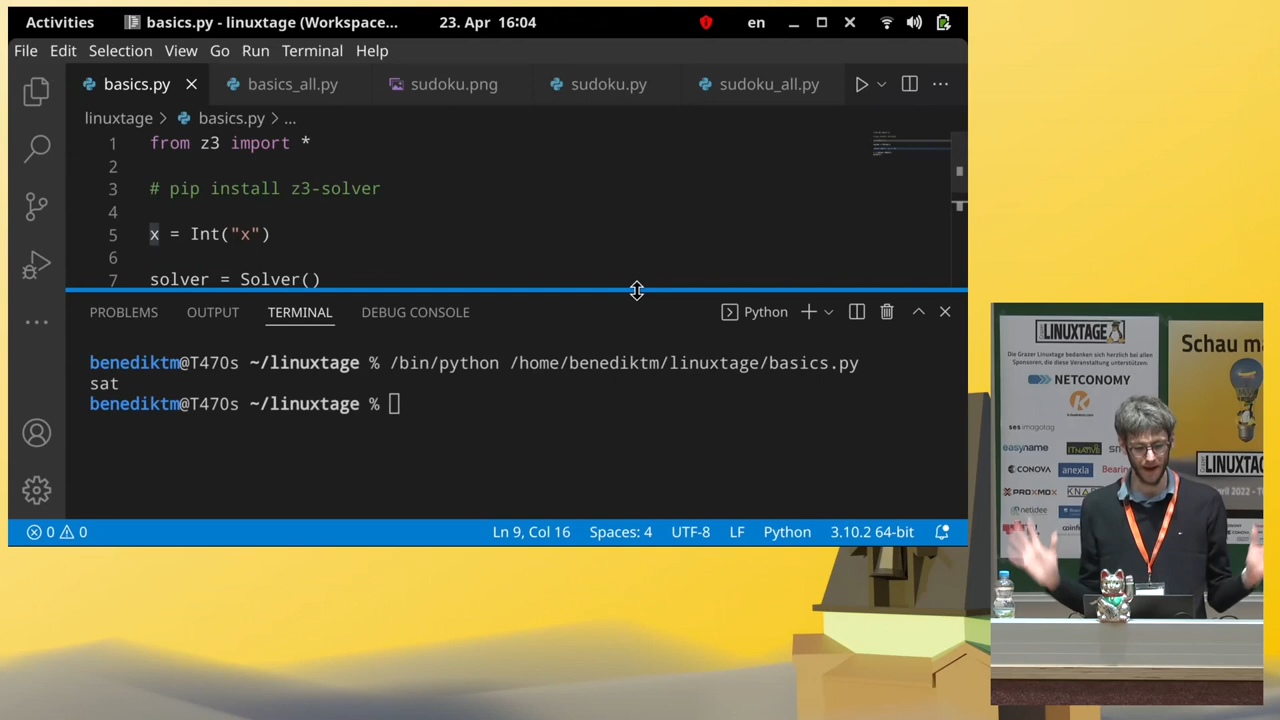 Activities
basics.py - linuxtage (Workspace...
23. Apr 16:04
en
File Edit Selection View Go Run Terminal Help
basics.py
basics_all.py
sudoku.png
sudoku.py
sudoku_all.py
linuxtage > basics.py > ...
1 from z3 import *
2
3 # pip install z3-solver
4
5 x = Int("x")
6
7 solver = Solver()
PROBLEMS OUTPUT TERMINAL DEBUG CONSOLE
Python
benediktm@T470s ~/linuxtage % /bin/python /home/benediktm/linuxtage/basics.py
sat
benediktm@T470s ~/linuxtage %
0 0
Ln 9, Col 16 Spaces: 4 UTF-8 LF Python 3.10.2 64-bit
LINUXTAGE
Die Grazer Linuxtage bedanken sich herzlich bei allen
Sponsoren, die diese Veranstaltung unterstützen:
NETCONOMY
ses imagotag
easyname
ITNATIVE
CONOVA
anexia
PROXMOX
netidee
Schau ma
LINUXTA